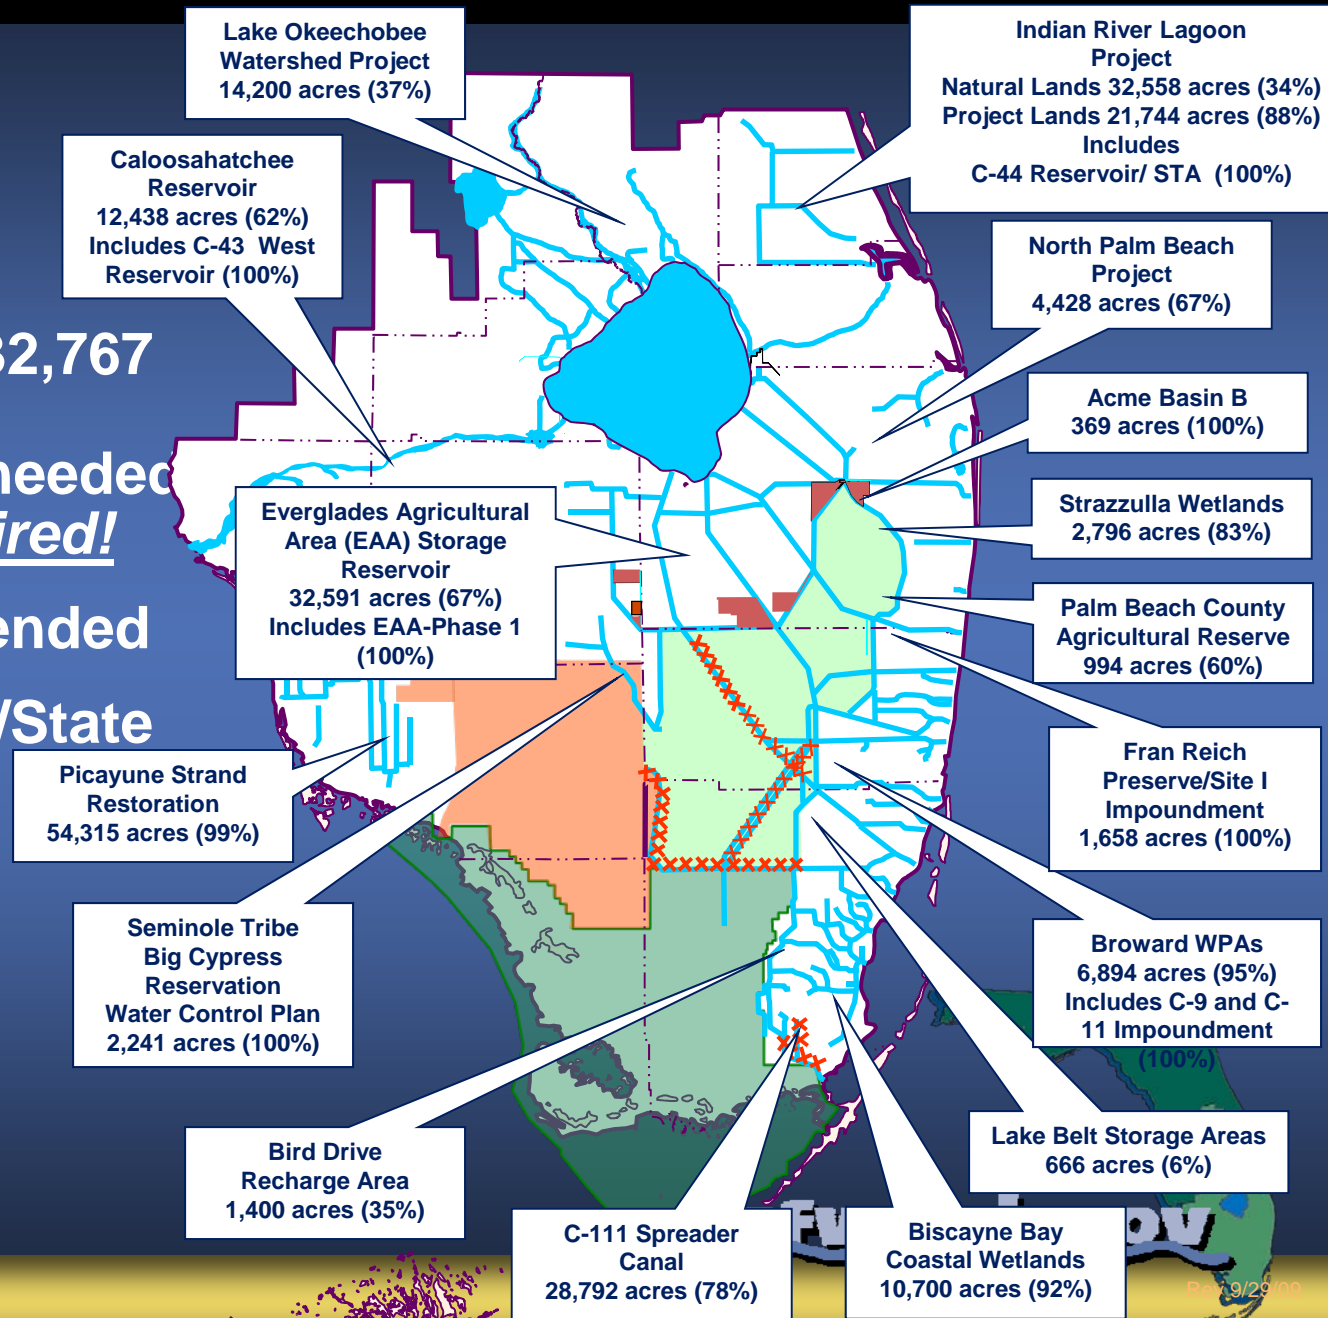 Lake Okeechobee
Watershed Project
14,200 acres (37%)
Indian River Lagoon
Project
Natural Lands 32,558 acres (34%)
Project Lands 21,744 acres (88%)
Includes
C-44 Reservoir/ STA (100%)
Caloosahatchee
Reservoir
12,438 acres (62%)
Includes C-43 West
Reservoir (100%)
North Palm Beach
Project
4,428 acres (67%)
32,767
needed
ired!
ended
/State
Acme Basin B
369 acres (100%)
Strazzulla Wetlands
2,796 acres (83%)
Everglades Agricultural
Area (EAA) Storage
Reservoir
32,591 acres (67%)
Includes EAA-Phase 1
(100%)
Palm Beach County
Agricultural Reserve
994 acres (60%)
Fran Reich
Preserve/Site I
Impoundment
1,658 acres (100%)
Picayune Strand
Restoration
54,315 acres (99%)
Seminole Tribe
Big Cypress
Reservation
Water Control Plan
2,241 acres (100%)
Broward WPAs
6,894 acres (95%)
Includes C-9 and C-
11 Impoundment
(100%)
Lake Belt Storage Areas
666 acres (6%)
Bird Drive
Recharge Area
1,400 acres (35%)
C-111 Spreader
Canal
28,792 acres (78%)
Biscayne Bay
Coastal Wetlands
10,700 acres (92%)
ov
Rev 9/29/09